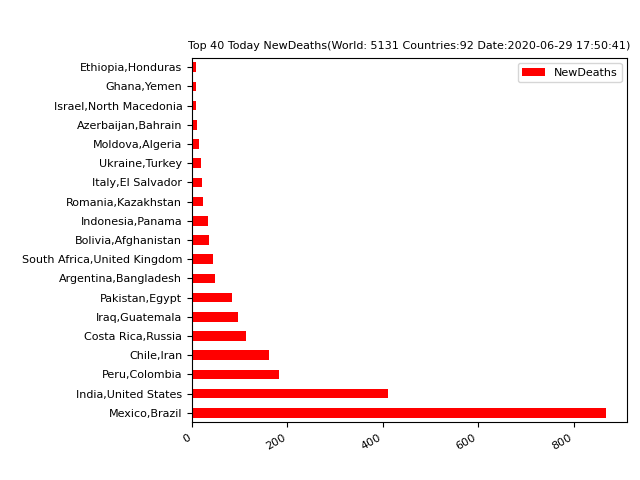 Top 40 Today NewDeaths(World: 5131 Countries:92 Date:2020-06-29 17:50:41)
NewDeaths
Ethiopia,Honduras
Ghana,Yemen
Israel,North Macedonia
Azerbaijan,Bahrain
Moldova,Algeria
Ukraine,Turkey
Italy,El Salvador
Romania,Kazakhstan
Indonesia,Panama
Bolivia,Afghanistan
South Africa,United Kingdom
Argentina,Bangladesh
Pakistan,Egypt
Iraq,Guatemala
Costa Rica,Russia
Chile,Iran
Peru,Colombia
India,United States
Mexico,Brazil
0 200 400 600 800